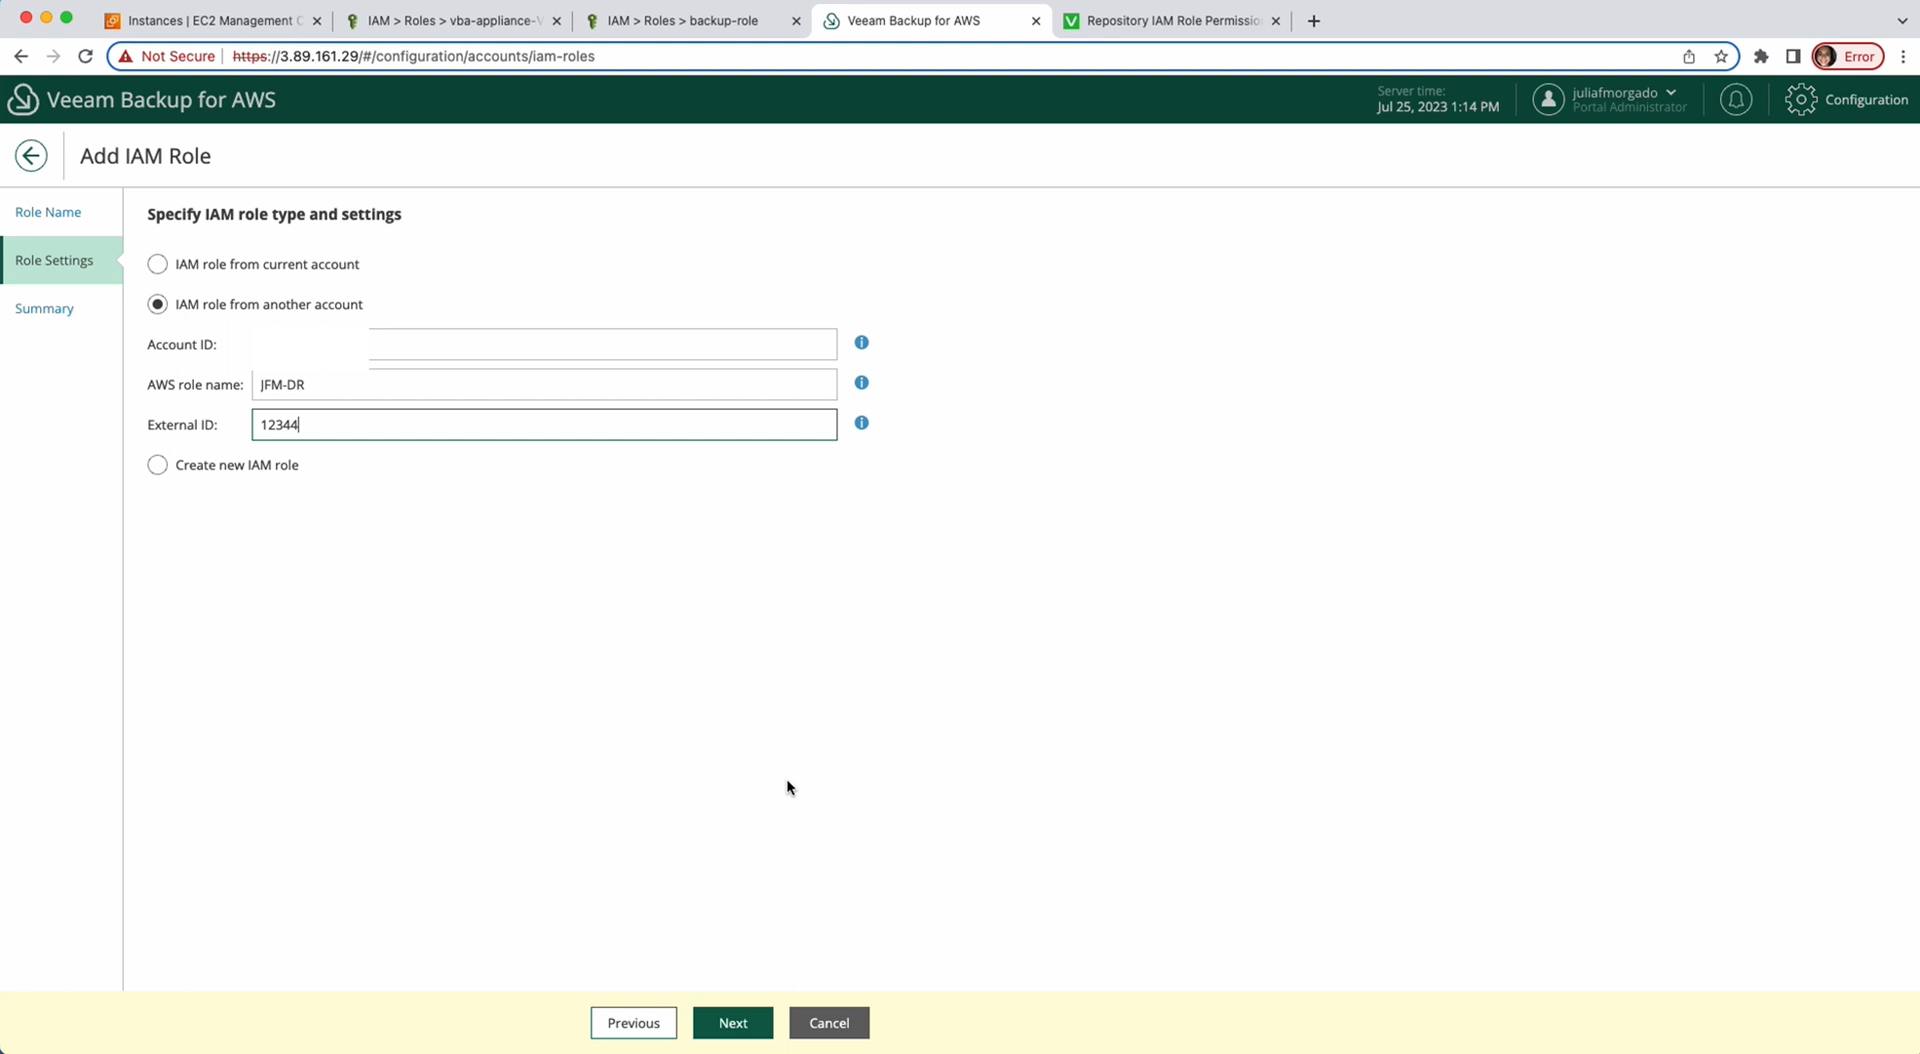 Instances | EC2 Management C
IAM > Roles > vba-appliance-V
IAM > Roles > backup-role
Veeam Backup for AWS
Repository IAM Role Permissio
Not Secure
https://3.89.161.29/#/configuration/accounts/iam-roles
Error
Veeam Backup for AWS
Server time:
Jul 25, 2023 1:14 PM
juliafmorgado
Portal Administrator
Configuration
Add IAM Role
Role Name
Role Settings
Summary
Specify IAM role type and settings
IAM role from current account
IAM role from another account
Account ID:
AWS role name: JFM-DR
External ID: 12344
Create new IAM role
Previous
Next
Cancel